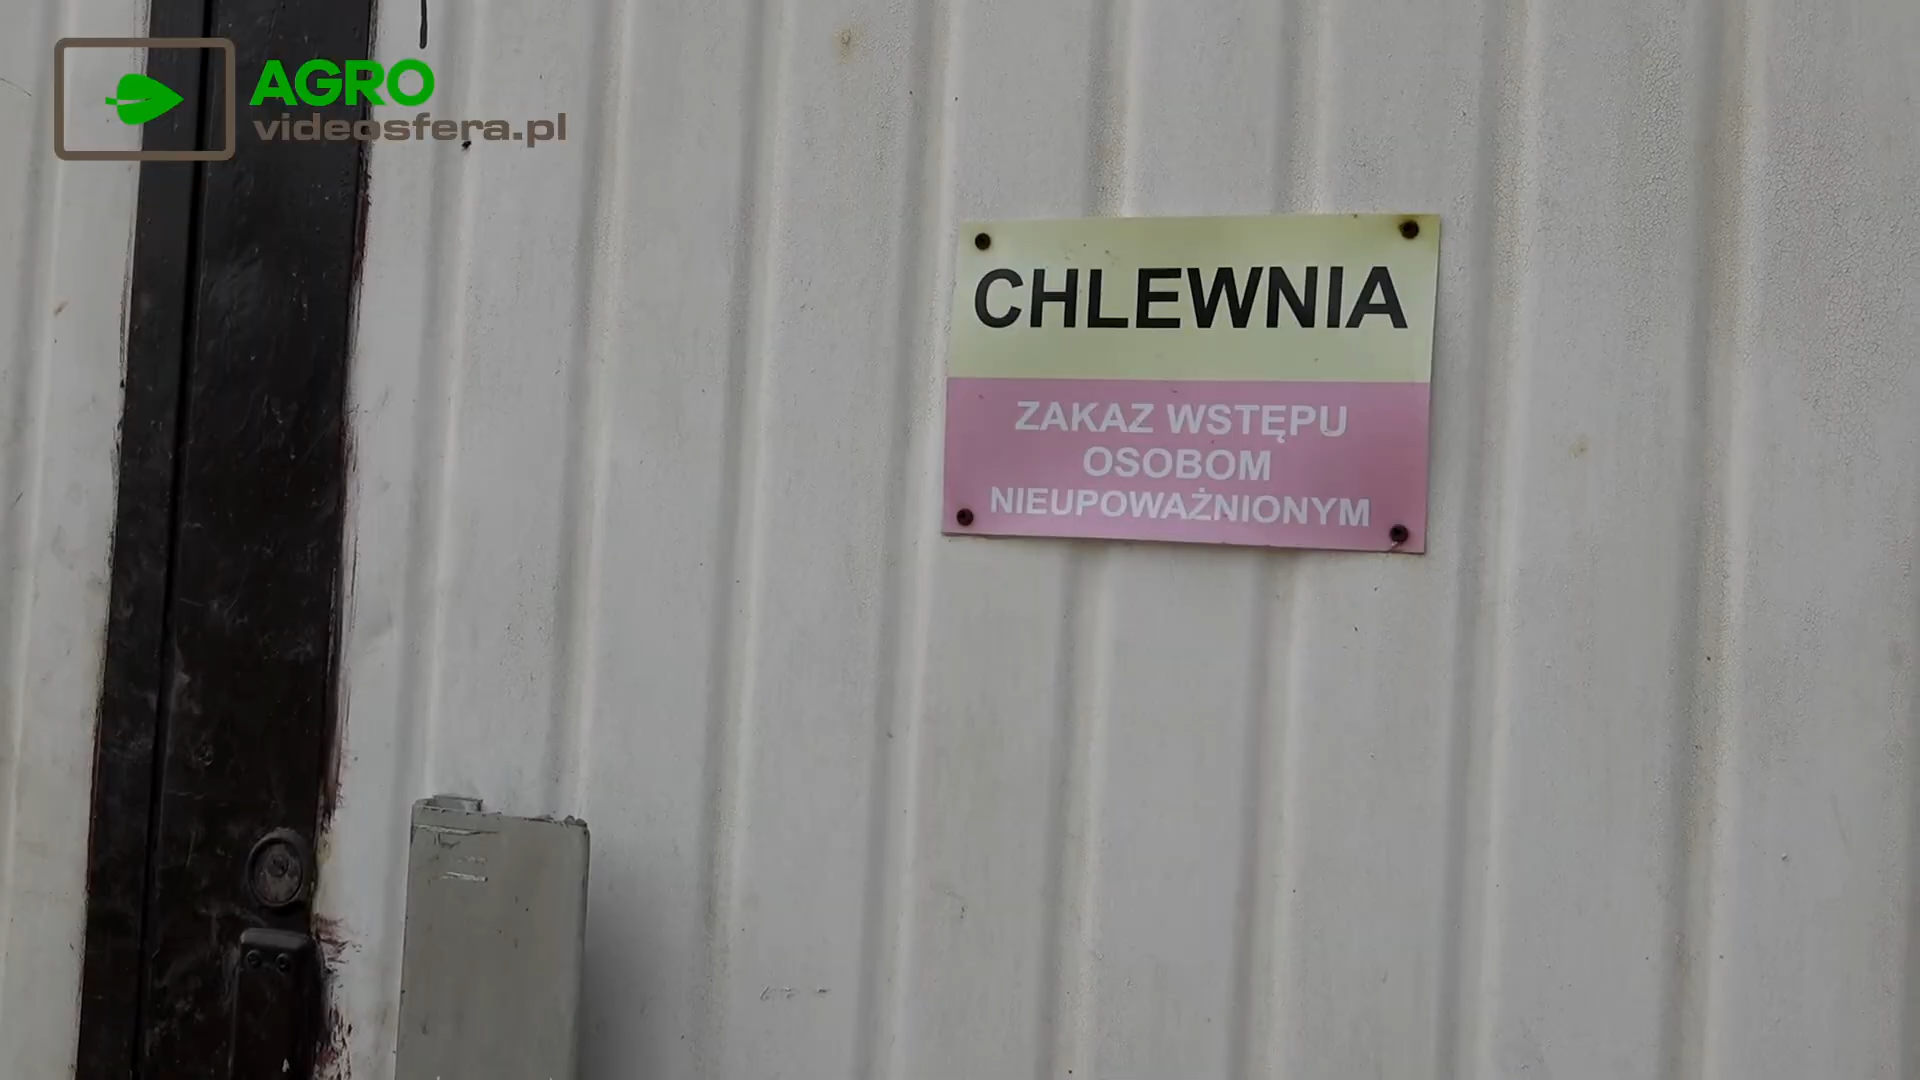 AGRO
videosfera.pl
CHLEWNIA
ZAKAZ WSTĘPU
OSOBOM
NIEUPOWAŻNIONYM